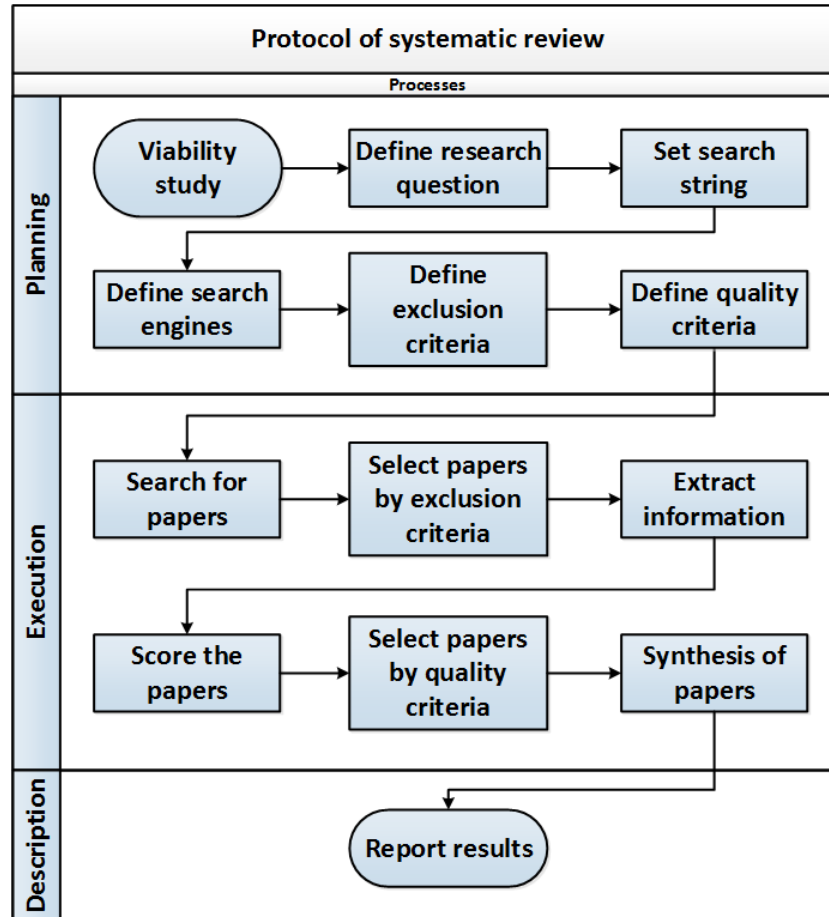 Protocol of systematic review
Processes
Planning
Viability
study
Define research
question
Set search
string
Define search
engines
Define
exclusion
criteria
Define quality
criteria
Execution
Search for
papers
Select papers
by exclusion
criteria
Extract
information
Score the
papers
Select papers
by quality
criteria
Synthesis of
papers
Description
Report results